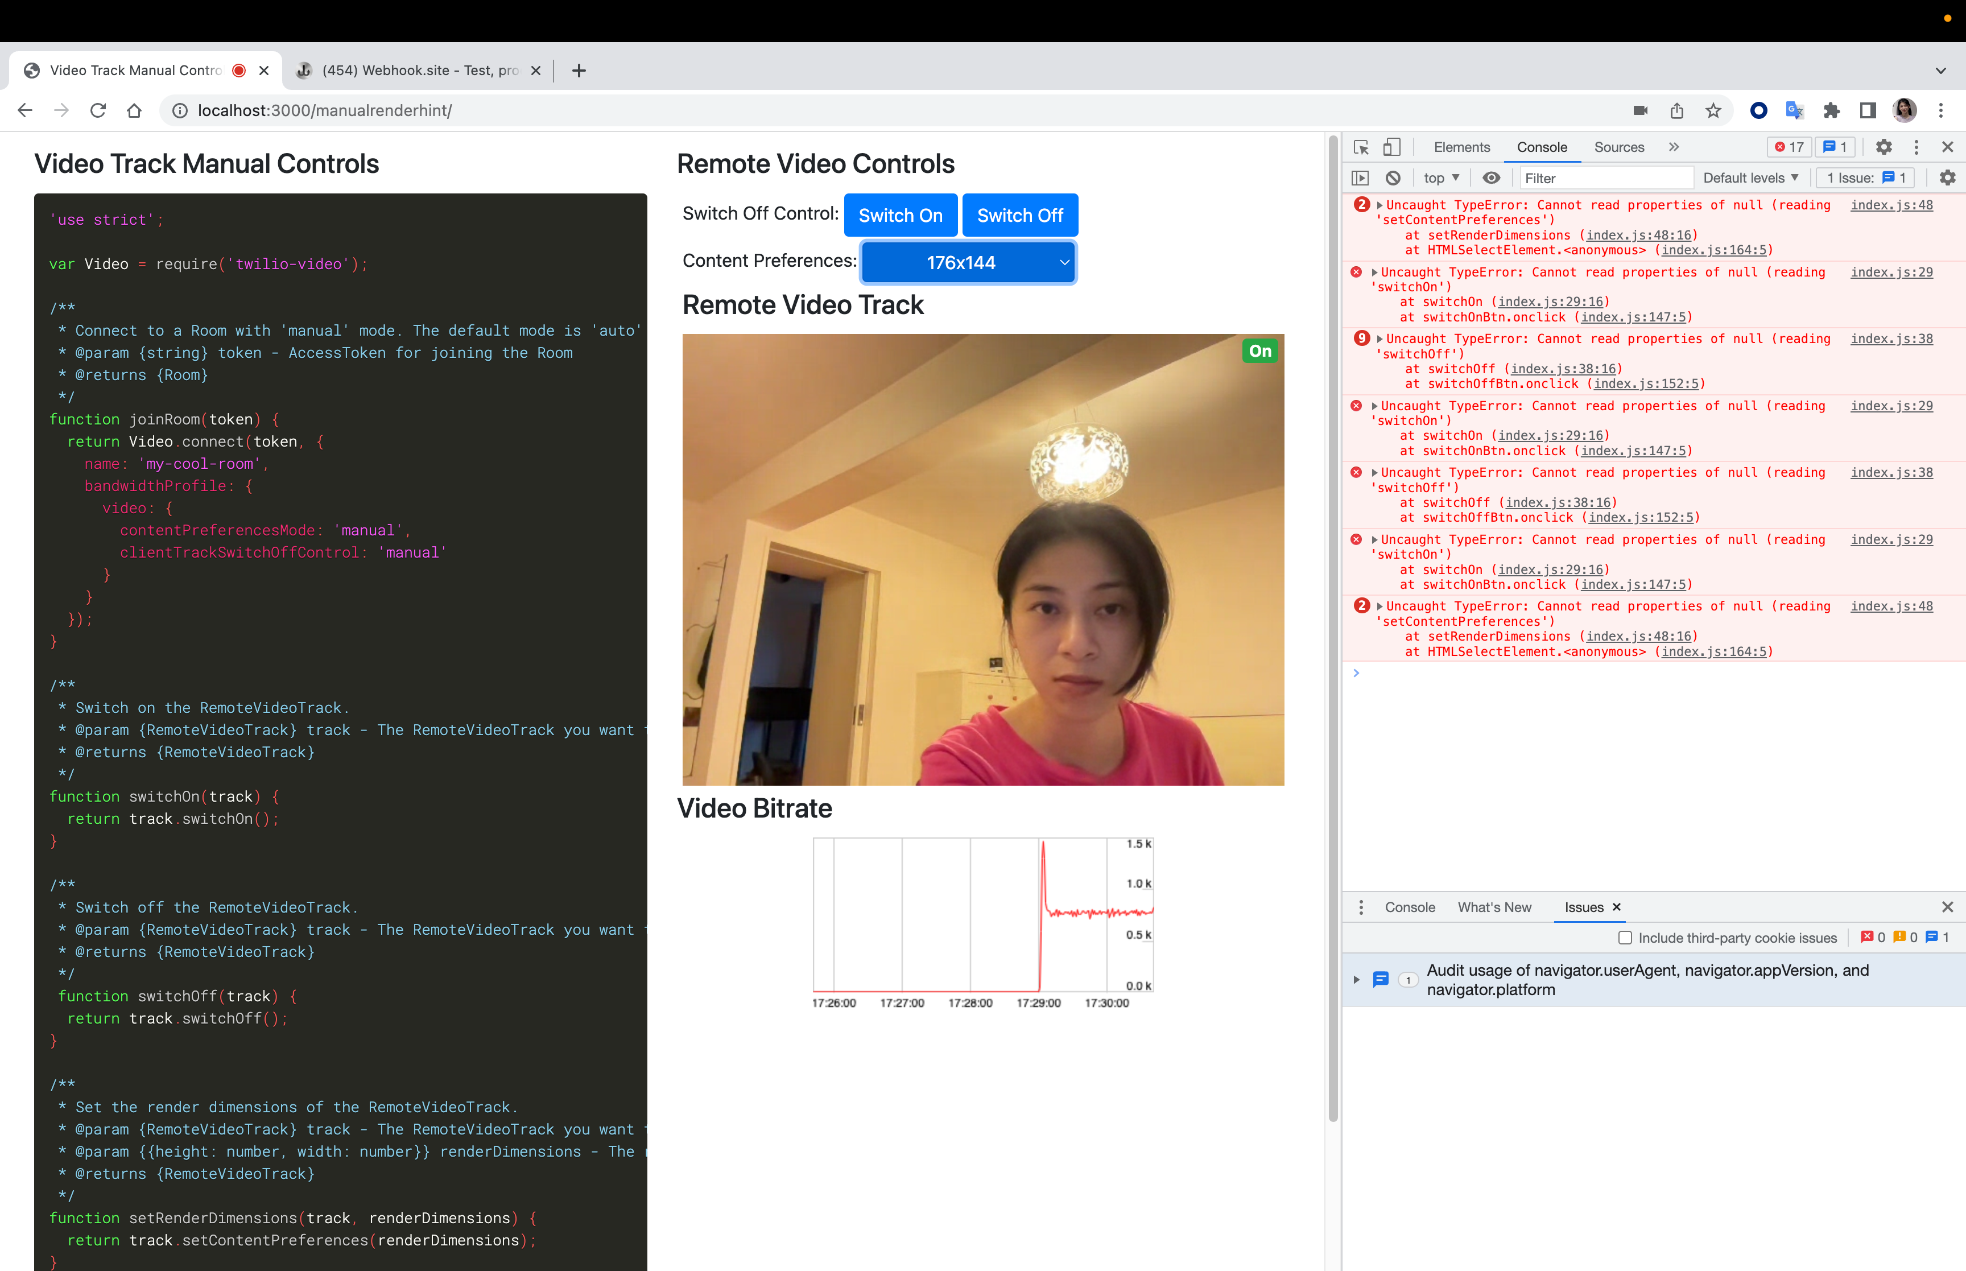 Video Track Manual Contro
(454) Webhook.site - Test, pro
localhost:3000/manualrenderhint/
Video Track Manual Controls
'use strict';
var Video = require('twilio-video');
/**
* Connect to a Room with 'manual' mode. The default mode is 'auto'
* @param {string} token - AccessToken for joining the Room
* @returns {Room}
*/
function joinRoom(token) {
return Video.connect(token, {
name: 'my-cool-room',
bandwidthProfile: {
video: {
contentPreferencesMode: 'manual',
clientTrackSwitchOffControl: 'manual'
}
}
});
}
/**
* Switch on the RemoteVideoTrack.
* @param {RemoteVideoTrack} track - The RemoteVideoTrack you want
* @returns {RemoteVideoTrack}
*/
function switchOn(track) {
return track.switchOn();
}
/**
* Switch off the RemoteVideoTrack.
* @param {RemoteVideoTrack} track - The RemoteVideoTrack you want
* @returns {RemoteVideoTrack}
*/
function switchOff(track) {
return track.switchOff();
}
/**
* Set the render dimensions of the RemoteVideoTrack.
* @param {RemoteVideoTrack} track - The RemoteVideoTrack you want
* @param {{height: number, width: number}} renderDimensions - The
* @returns {RemoteVideoTrack}
*/
function setRenderDimensions(track, renderDimensions) {
return track.setContentPreferences(renderDimensions);
}
Remote Video Controls
Switch Off Control: Switch On Switch Off
Content Preferences: 176x144
Remote Video Track
On
Video Bitrate
1.5 k
1.0 k
0.5 k
0.0 k
17:26:00 17:27:00 17:28:00 17:29:00 17:30:00
Elements Console Sources 17 1
top Filter Default levels 1 Issue: 1
2 Uncaught TypeError: Cannot read properties of null (reading index.js:48
'setContentPreferences')
at setRenderDimensions (index.js:48:16)
at HTMLSelectElement.<anonymous> (index.js:164:5)
Uncaught TypeError: Cannot read properties of null (reading index.js:29
'switchOn')
at switchOn (index.js:29:16)
at switchOnBtn.onclick (index.js:147:5)
9 Uncaught TypeError: Cannot read properties of null (reading index.js:38
'switchOff')
at switchOff (index.js:38:16)
at switchOffBtn.onclick (index.js:152:5)
Uncaught TypeError: Cannot read properties of null (reading index.js:29
'switchOn')
at switchOn (index.js:29:16)
at switchOnBtn.onclick (index.js:147:5)
Uncaught TypeError: Cannot read properties of null (reading index.js:38
'switchOff')
at switchOff (index.js:38:16)
at switchOffBtn.onclick (index.js:152:5)
Uncaught TypeError: Cannot read properties of null (reading index.js:29
'switchOn')
at switchOn (index.js:29:16)
at switchOnBtn.onclick (index.js:147:5)
2 Uncaught TypeError: Cannot read properties of null (reading index.js:48
'setContentPreferences')
at setRenderDimensions (index.js:48:16)
at HTMLSelectElement.<anonymous> (index.js:164:5)
Console What's New Issues
Include third-party cookie issues 0 0 1
1 Audit usage of navigator.userAgent, navigator.appVersion, and
navigator.platform